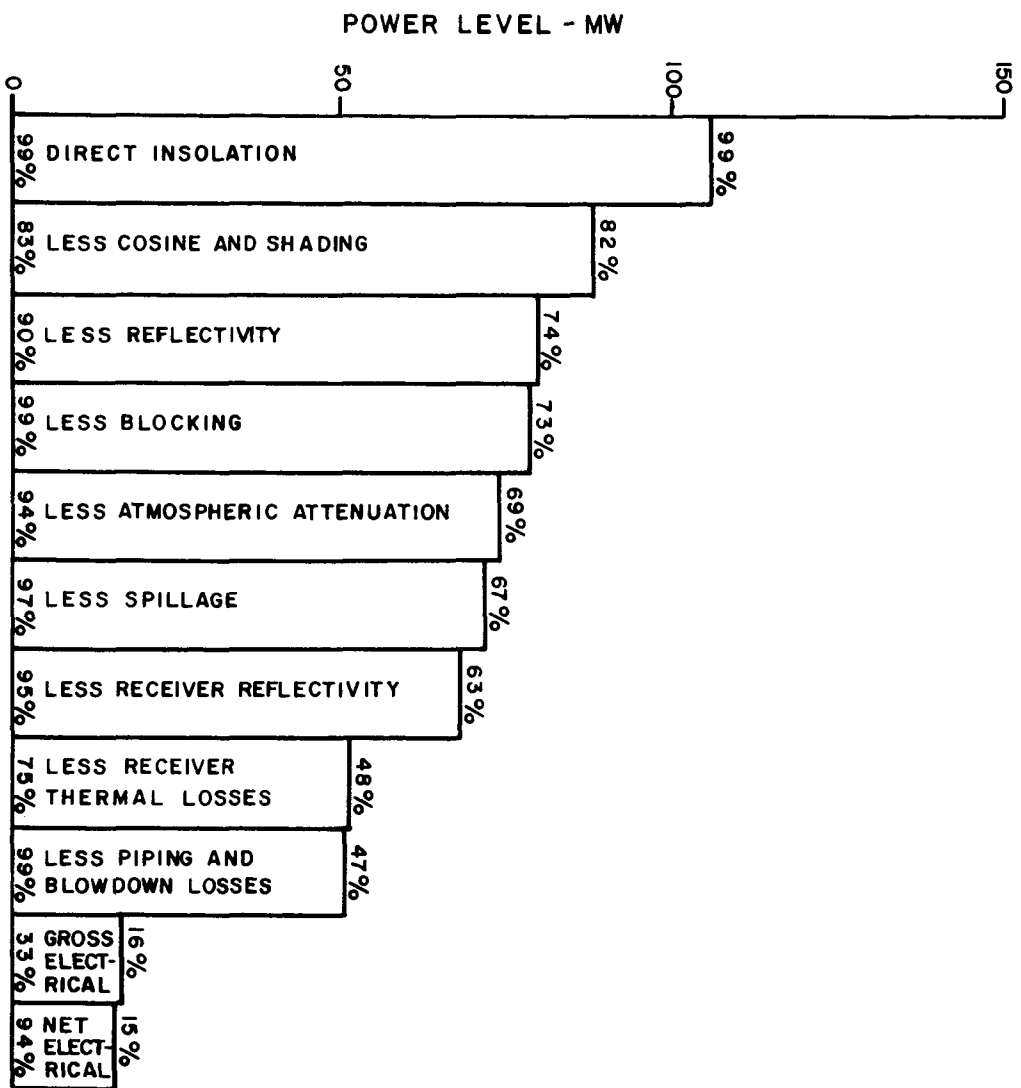 POWER LEVEL - MW
0
50
100
150
99% DIRECT INSOLATION 99%
83% LESS COSINE AND SHADING 82%
90% LESS REFLECTIVITY 74%
99% LESS BLOCKING 73%
94% LESS ATMOSPHERIC ATTENUATION 69%
97% LESS SPILLAGE 67%
95% LESS RECEIVER REFLECTIVITY 63%
75% LESS RECEIVER 48%
THERMAL LOSSES
99% LESS PIPING AND 47%
BLOWDOWN LOSSES
33% GROSS 16%
ELECT-
RICAL
94% NET 15%
ELECT-
RICAL